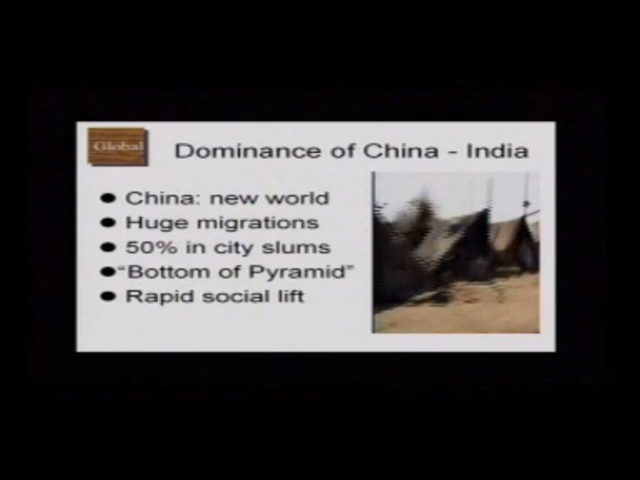 Global
Dominance of China - India
● China: new world
● Huge migrations
● 50% in city slums
●“Bottom of Pyramid”
● Rapid social lift